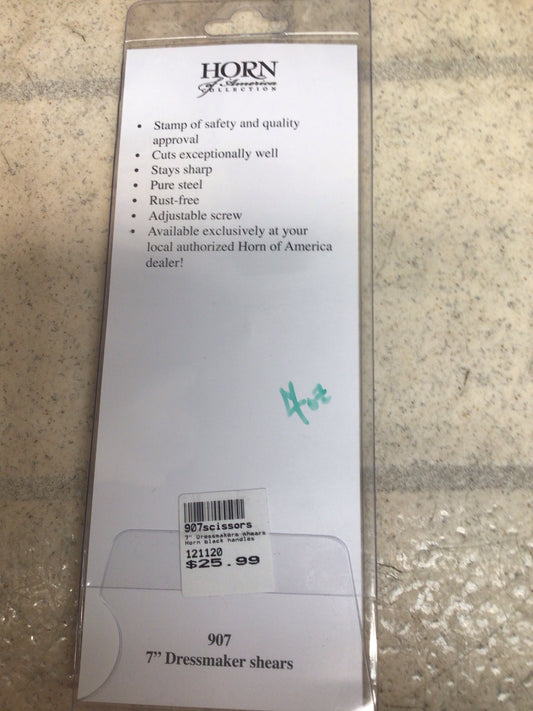 HORN
of America
COLLECTION
• Stamp of safety and quality
approval
• Cuts exceptionally well
• Stays sharp
• Pure steel
• Rust-free
• Adjustable screw
• Available exclusively at your
local authorized Horn of America
dealer!
4oz
907scissors
7" Dressmakers shears
Horn black handles
121120
$25.99
907
7” Dressmaker shears